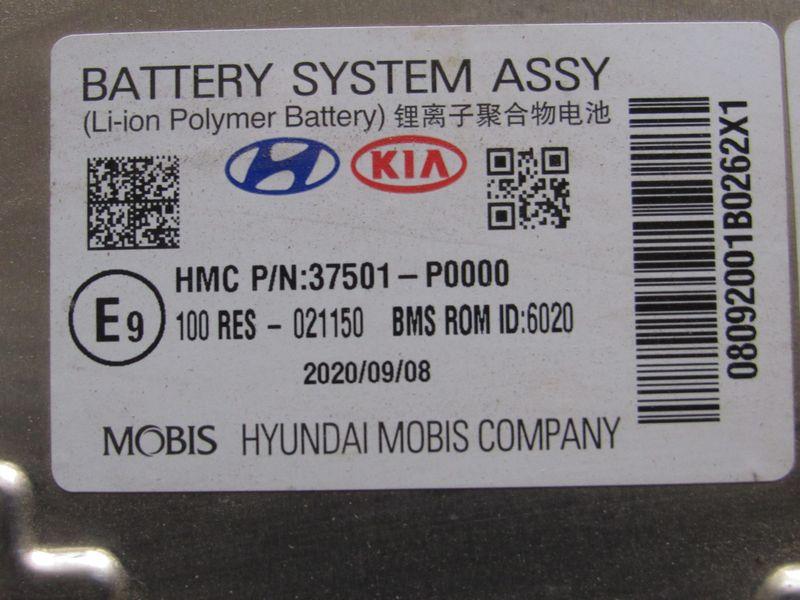 BATTERY SYSTEM ASSY
(Li-ion Polymer Battery) 锂离子聚合物电池
KIA
HMC P/N:37501-P0000
E9
100 RES - 021150 BMS ROM ID:6020
2020/09/08
MOBIS HYUNDAI MOBIS COMPANY
08092001B0262X1